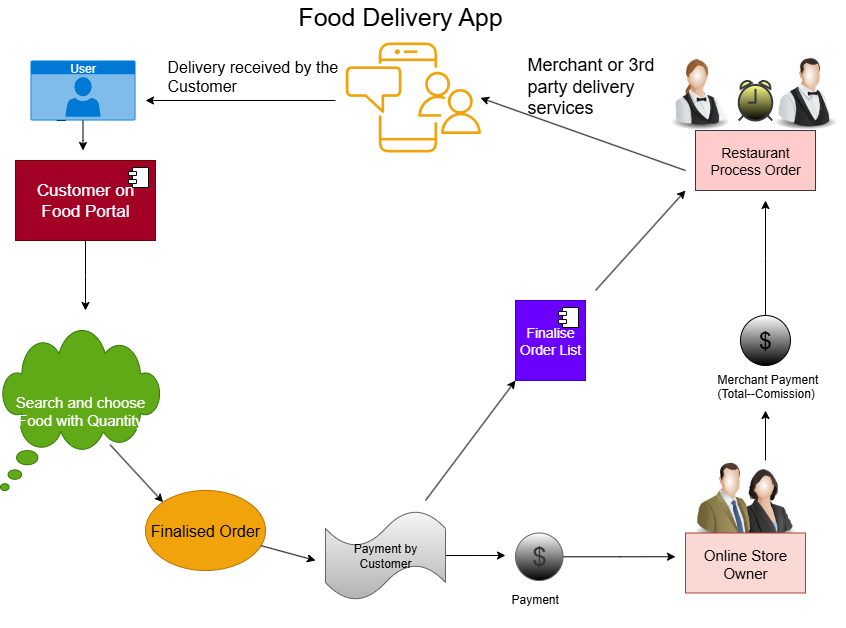 Food Delivery App
User
Delivery received by the
Customer
Merchant or 3rd
party delivery
services
Restaurant
Process Order
Customer on
Food Portal
Finalise
Order List
$
Merchant Payment
(Total--Comission)
Search and choose
Food with Quantity
Finalised Order
Payment by
Customer
$
Payment
Online Store
Owner